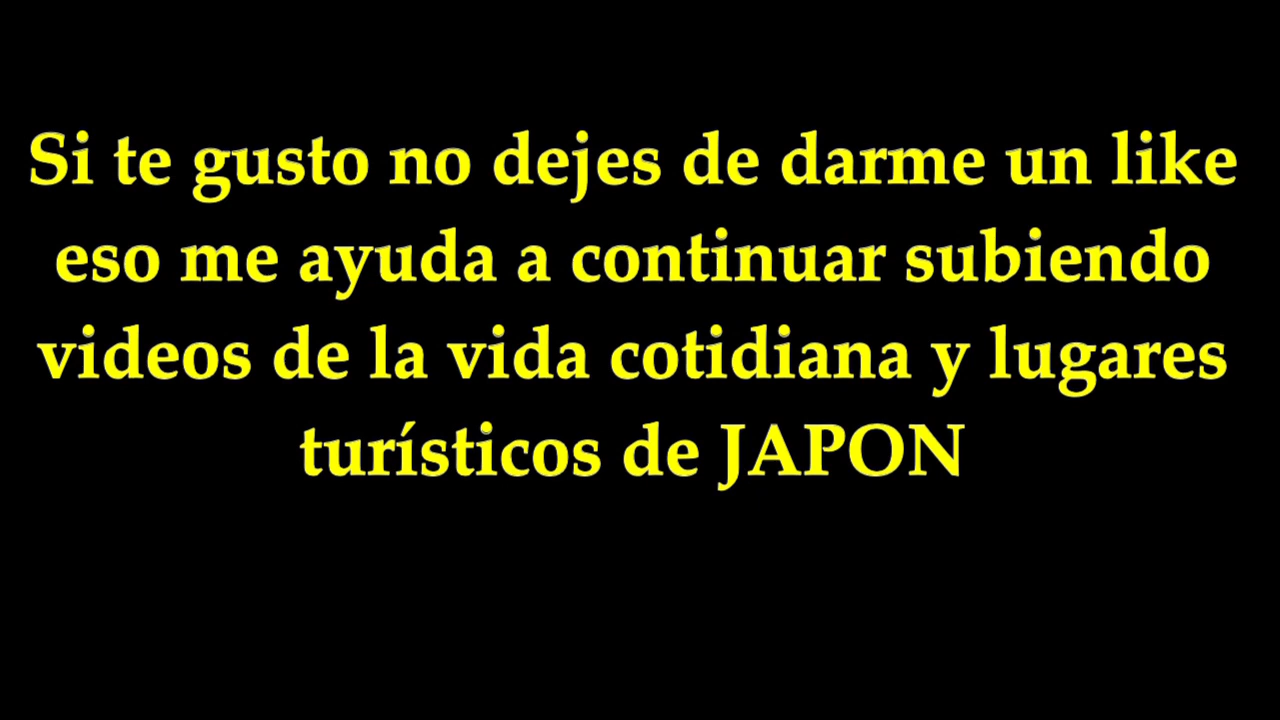 Si te gusto no dejes de darme un like
eso me ayuda a continuar subiendo
videos de la vida cotidiana y lugares
turísticos de JAPON